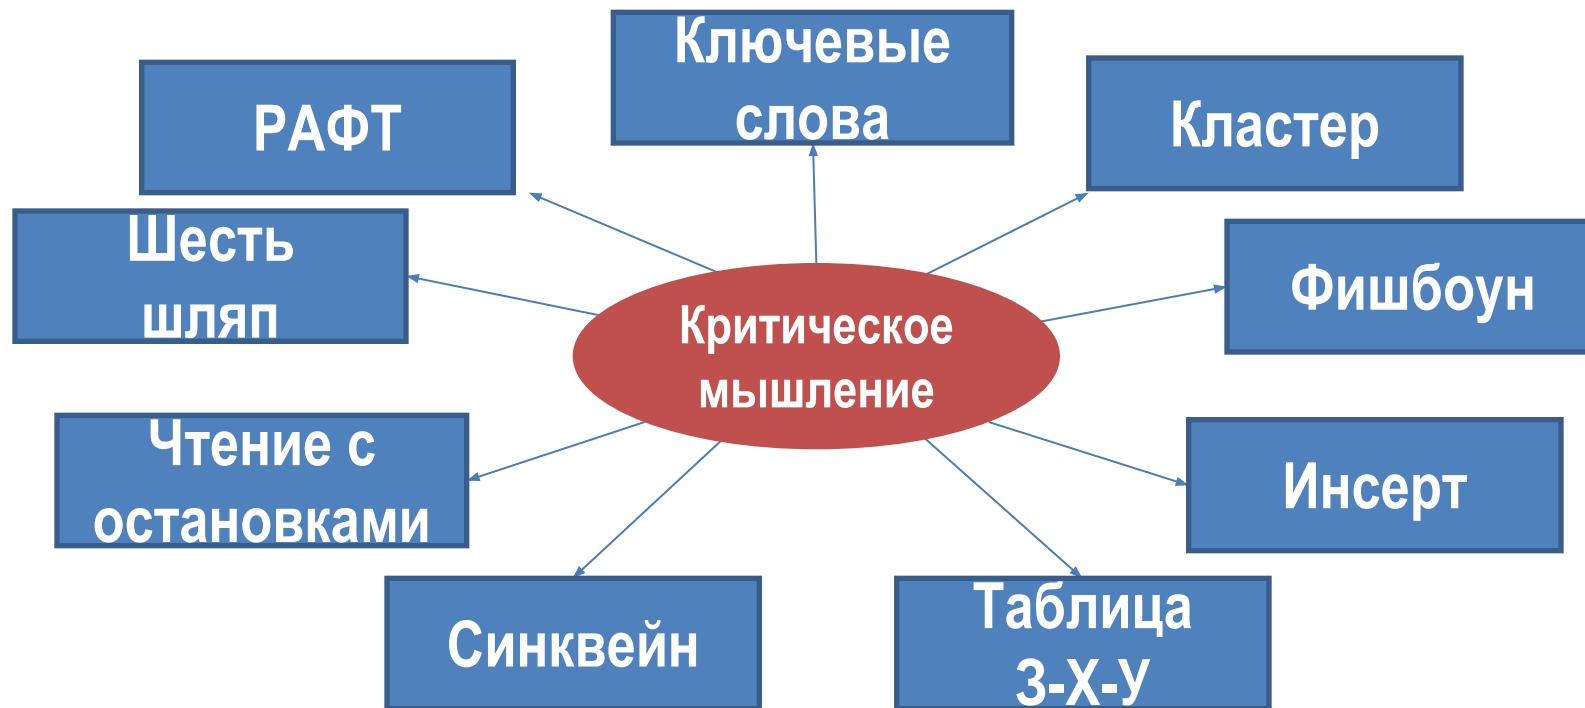 Ключевые
слова
РАФТ
Кластер
Шесть
шляп
Фишбоун
Критическое
мышление
Чтение с
остановками
Инсерт
Синквейн
Таблица
З-Х-У